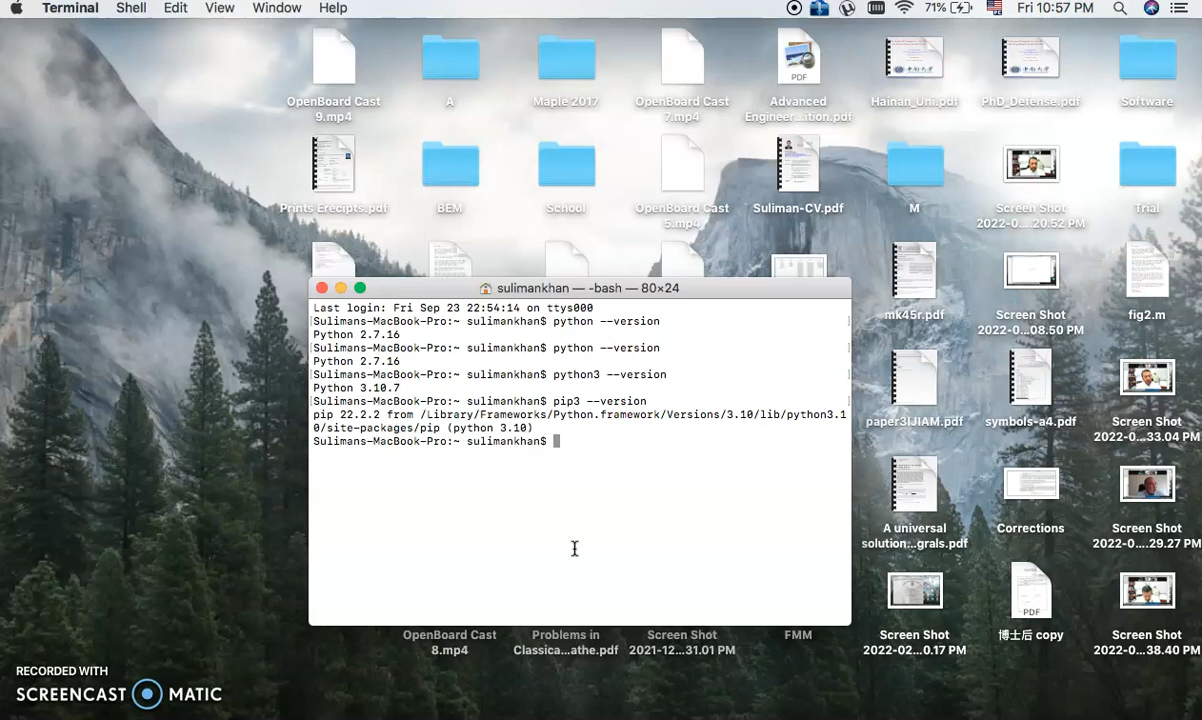 Terminal Shell Edit View Window Help 71% Fri 10:57 PM
OpenBoard Cast
9.mp4
A
Maple 2017
OpenBoard Cast
7.mp4
PDF
Advanced
Engineer...ition.pdf
Hainan_Uni.pdf
PhD_Defense.pdf
Software
Prints Erecipts.pdf
BEM
School
OpenBoard Cast
5.mp4
Suliman-CV.pdf
M
Screen Shot
2022-0....20.52 PM
Trial
mk45r.pdf
Screen Shot
2022-0...08.50 PM
fig2.m
sulimankhan — -bash — 80×24
Last login: Fri Sep 23 22:54:14 on ttys000
[Sulimans-MacBook-Pro:~ sulimankhan$ python --version ]
Python 2.7.16
[Sulimans-MacBook-Pro:~ sulimankhan$ python --version ]
Python 2.7.16
[Sulimans-MacBook-Pro:~ sulimankhan$ python3 --version ]
Python 3.10.7
[Sulimans-MacBook-Pro:~ sulimankhan$ pip3 --version ]
pip 22.2.2 from /Library/Frameworks/Python.framework/Versions/3.10/lib/python3.1
0/site-packages/pip (python 3.10)
Sulimans-MacBook-Pro:~ sulimankhan$
paper3IJIAM.pdf
symbols-a4.pdf
Screen Shot
2022-0....33.04 PM
A universal
solution...grals.pdf
Corrections
Screen Shot
2022-0....29.27 PM
OpenBoard Cast
8.mp4
Problems in
Classica...athe.pdf
Screen Shot
2021-12...31.01 PM
FMM
Screen Shot
2022-02...0.17 PM
PDF
博士后 copy
Screen Shot
2022-0...38.40 PM
RECORDED WITH
SCREENCAST MATIC